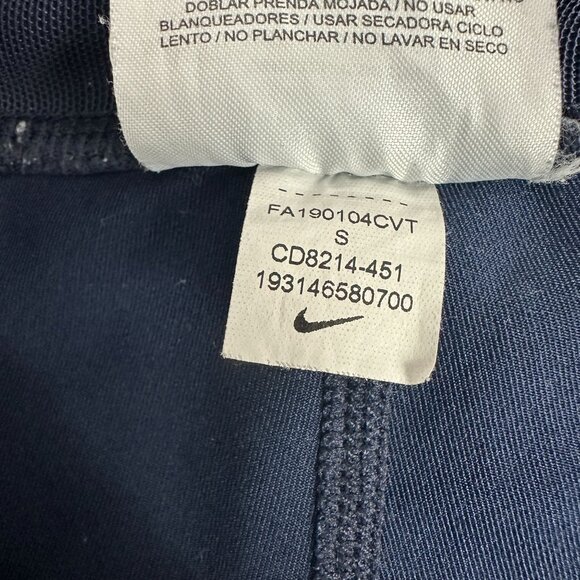 DOBLAR PRENDA MOJADA / NO USAR
BLANQUEADORES / USAR SECADORA CICLO
LENTO / NO PLANCHAR / NO LAVAR EN SECO
FA190104CVT
S
CD8214-451
193146580700